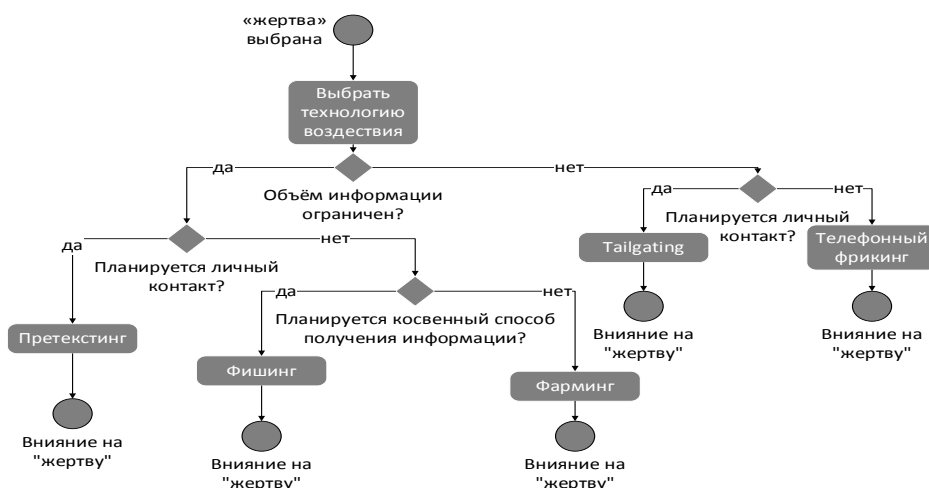 «жертва»
выбрана
Выбрать
технологию
воздествия
да
нет
Объём информации
ограничен?
да
нет
Планируется личный
контакт?
Tailgating
Телефонный
фрикинг
Внияние на
"жертву"
Внияние на
"жертву"
да
нет
Планируется личный
контакт?
Претекстинг
Внияние на
"жертву"
да
нет
Планируется косвенный способ
получения информации?
Фишинг
Фарминг
Внияние на
"жертву"
Внияние на
"жертву"